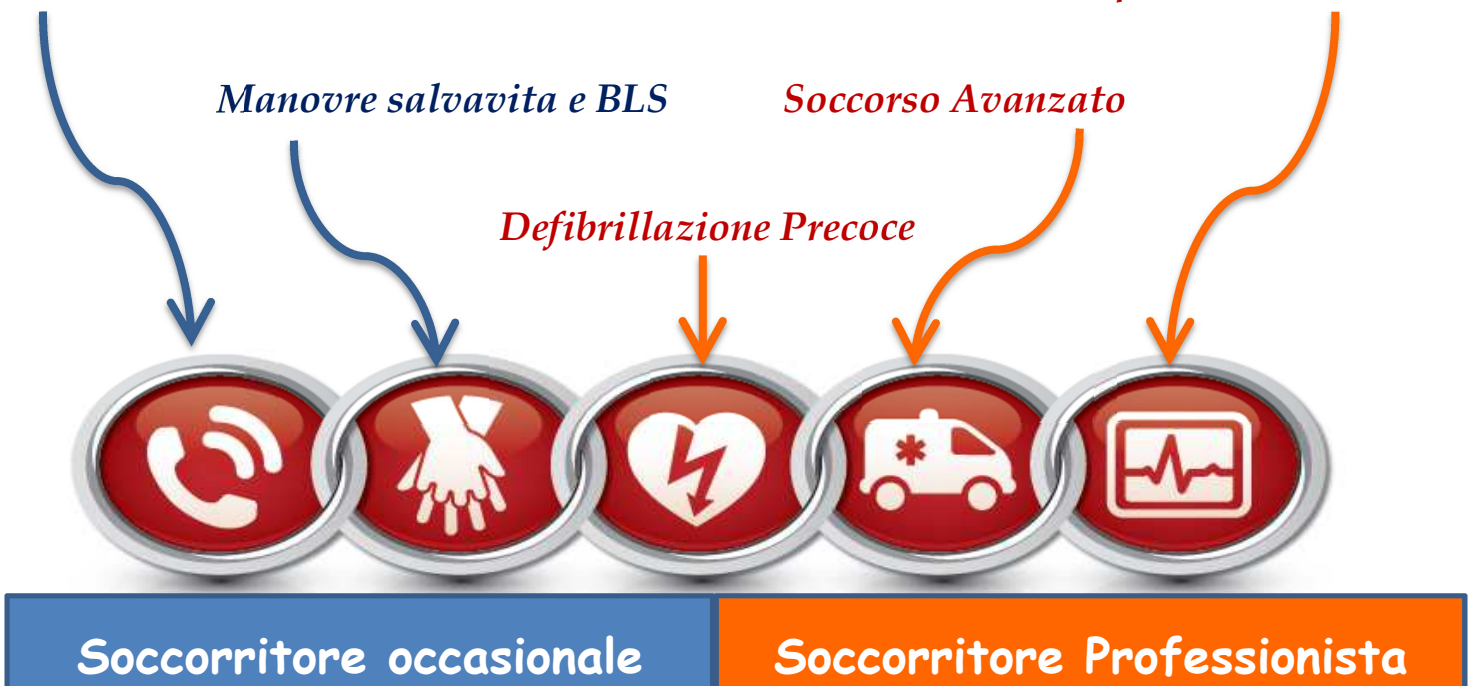 Manovre salvavita e BLS
Soccorso Avanzato
Defibrillazione Precoce
Soccorritore occasionale
Soccorritore Professionista